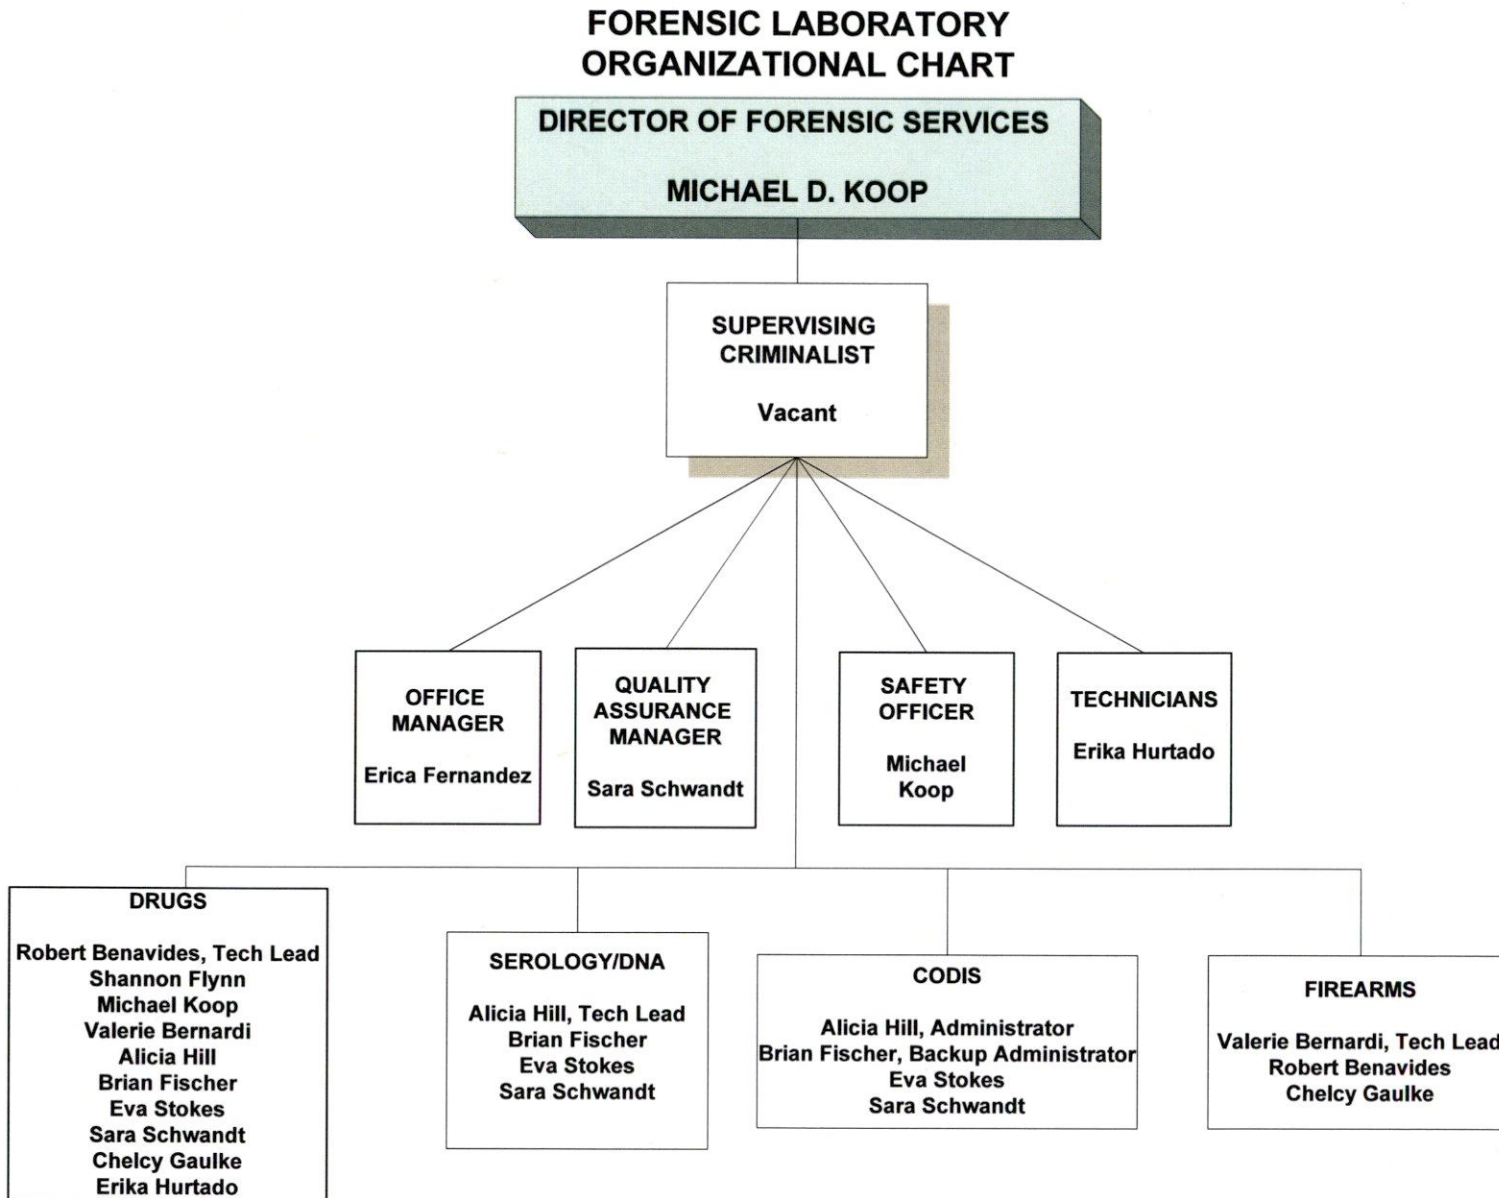 FORENSIC LABORATORY
ORGANIZATIONAL CHART
DIRECTOR OF FORENSIC SERVICES
MICHAEL D. KOOP
SUPERVISING
CRIMINALIST
Vacant
OFFICE
MANAGER
Erica Fernandez
QUALITY
ASSURANCE
MANAGER
Sara Schwandt
SAFETY
OFFICER
Michael
Koop
TECHNICIANS
Erika Hurtado
DRUGS
Robert Benavides, Tech Lead
Shannon Flynn
Michael Koop
Valerie Bernardi
Alicia Hill
Brian Fischer
Eva Stokes
Sara Schwandt
Chelcy Gaulke
Erika Hurtado
SEROLOGY/DNA
Alicia Hill, Tech Lead
Brian Fischer
Eva Stokes
Sara Schwandt
CODIS
Alicia Hill, Administrator
Brian Fischer, Backup Administrator
Eva Stokes
Sara Schwandt
FIREARMS
Valerie Bernardi, Tech Lead
Robert Benavides
Chelcy Gaulke